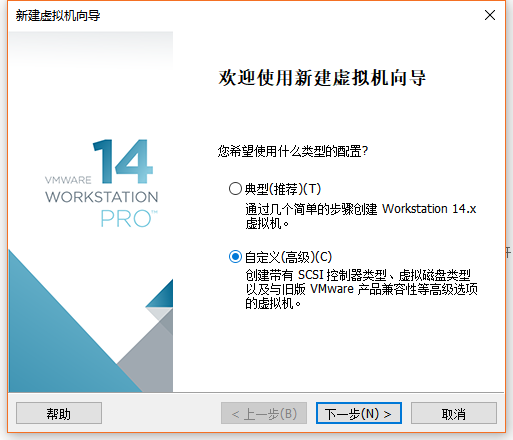 新建虚拟机向导
欢迎使用新建虚拟机向导
14
VMWARE
WORKSTATION
PRO™
您希望使用什么类型的配置?
典型(推荐)(T)
通过几个简单的步骤创建 Workstation 14.x
虚拟机。
自定义(高级)(C)
创建带有 SCSI 控制器类型、虚拟磁盘类型
以及与旧版 VMware 产品兼容性等高级选项
的虚拟机。
帮助
< 上一步(B)
下一步(N) >
取消